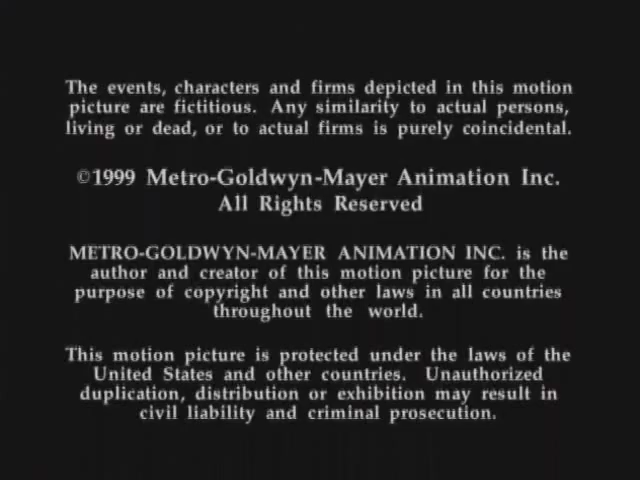 The events, characters and firms depicted in this motion
picture are fictitious. Any similarity to actual persons,
living or dead, or to actual firms is purely coincidental.
©1999 Metro-Goldwyn-Mayer Animation Inc.
All Rights Reserved
METRO-GOLDWYN-MAYER ANIMATION INC. is the
author and creator of this motion picture for the
purpose of copyright and other laws in all countries
throughout the world.
This motion picture is protected under the laws of the
United States and other countries. Unauthorized
duplication, distribution or exhibition may result in
civil liability and criminal prosecution.